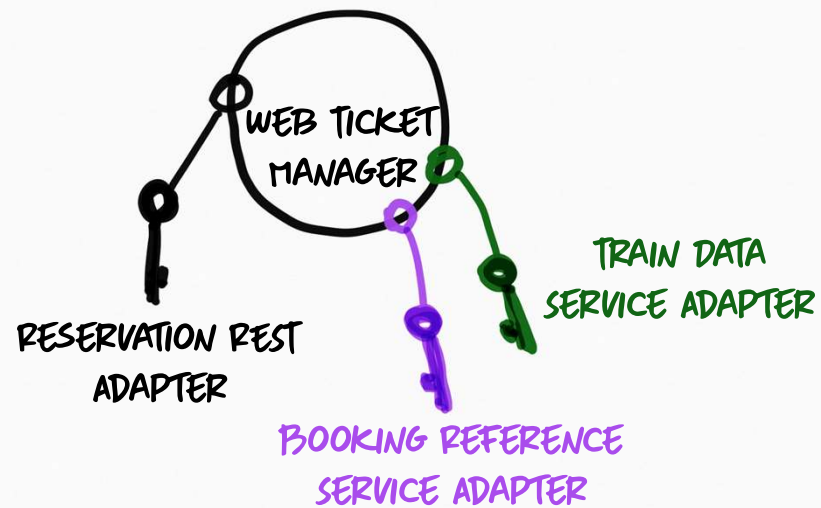 WEB TICKET
MANAGER
TRAIN DATA
SERVICE ADAPTER
RESERVATION REST
ADAPTER
BOOKING REFERENCE
SERVICE ADAPTER